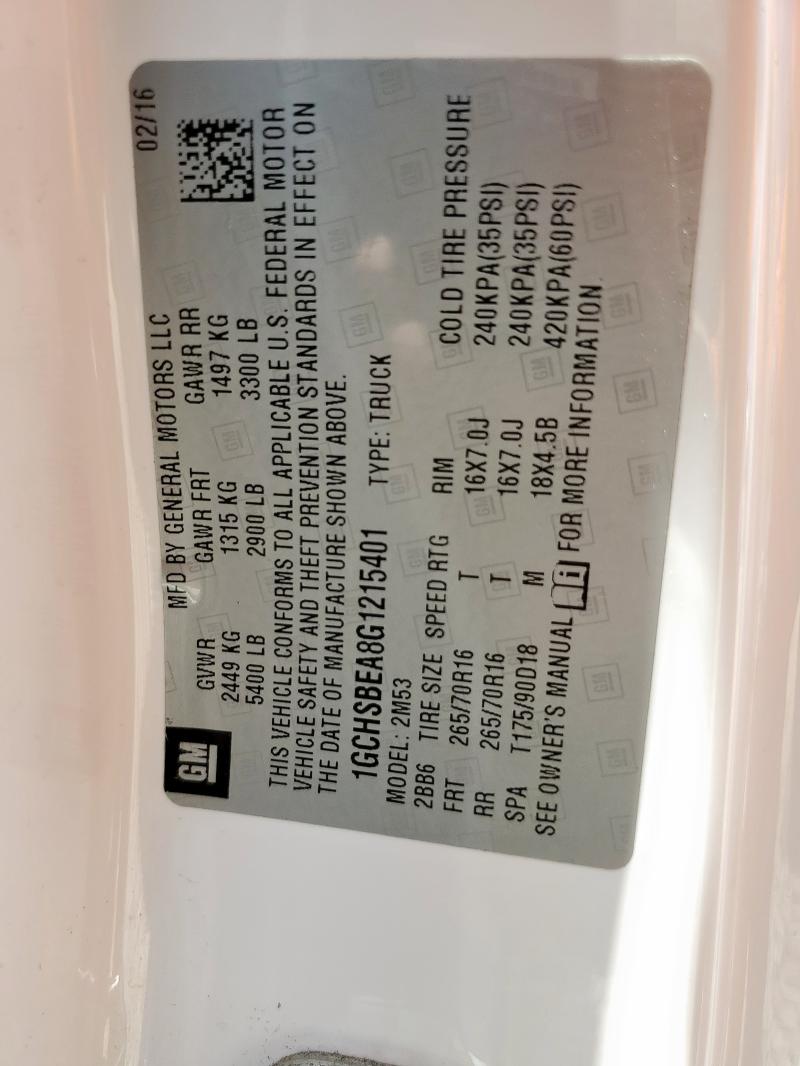 GM
MFD BY GENERAL MOTORS LLC 02/16
GVWR GAWR FRT GAWR RR
2449 KG 1315 KG 1497 KG
5400 LB 2900 LB 3300 LB
THIS VEHICLE CONFORMS TO ALL APPLICABLE U.S. FEDERAL MOTOR
VEHICLE SAFETY AND THEFT PREVENTION STANDARDS IN EFFECT ON
THE DATE OF MANUFACTURE SHOWN ABOVE.
1GCHSBEA8G1215401 TYPE: TRUCK
MODEL: 2M53
2BB6 TIRE SIZE SPEED RTG RIM COLD TIRE PRESSURE
FRT 265/70R16 T 16X7.0J 240KPA(35PSI)
RR 265/70R16 T 16X7.0J 240KPA(35PSI)
SPA T175/90D18 M 18X4.5B 420KPA(60PSI)
SEE OWNER'S MANUAL i FOR MORE INFORMATION.